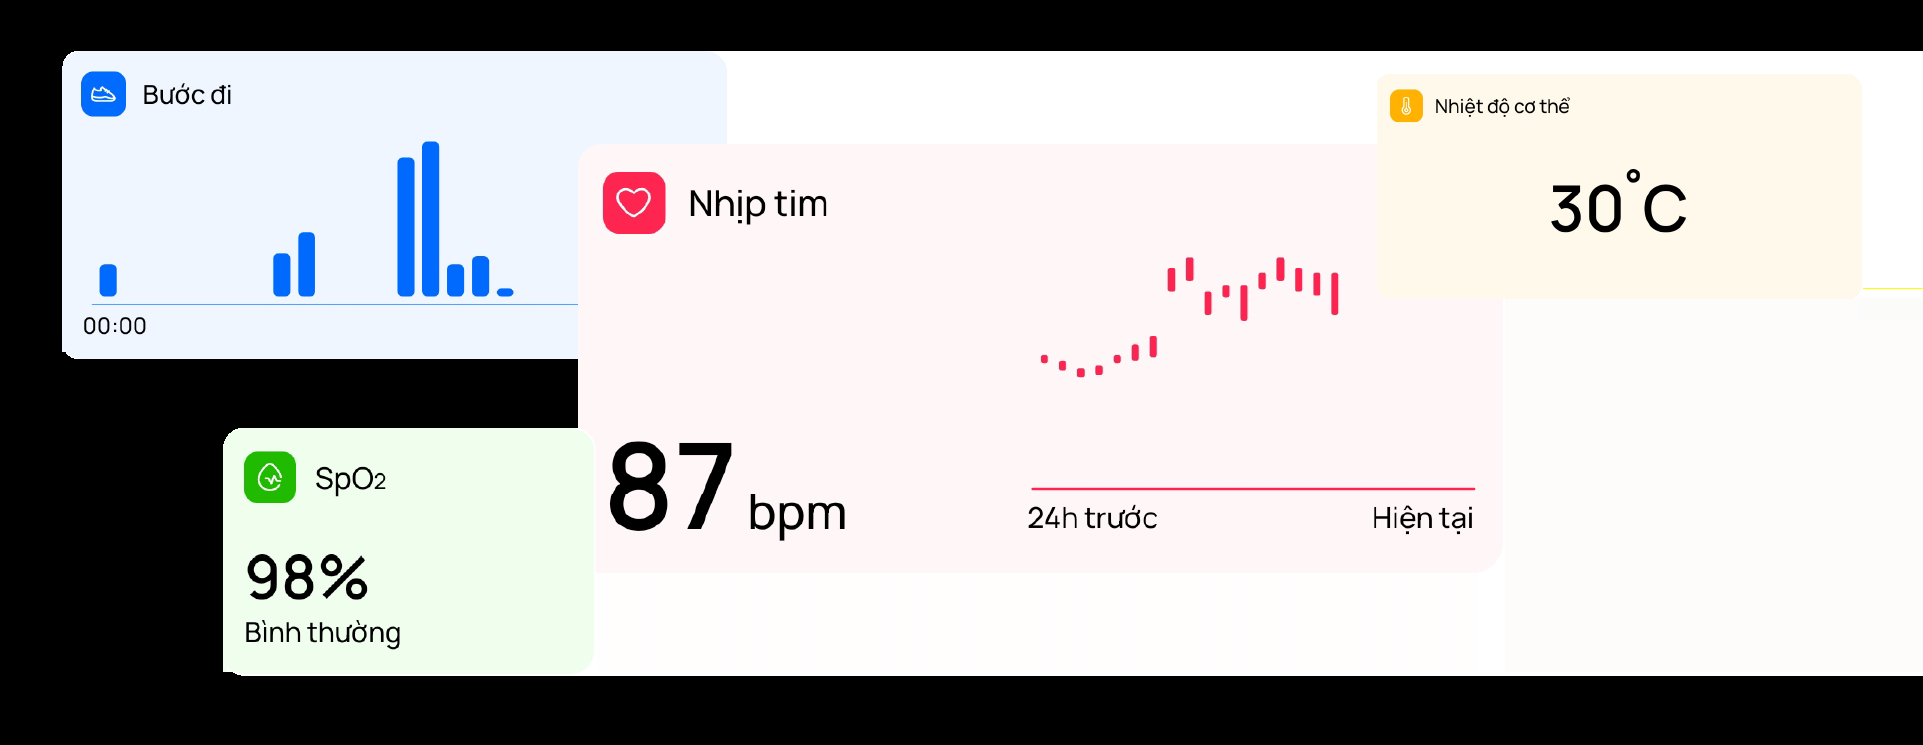 Bước đi
00:00
Nhịp tim
87 bpm
24h trước
Hiện tại
Nhiệt độ cơ thể
30°C
SpO2
98%
Bình thường